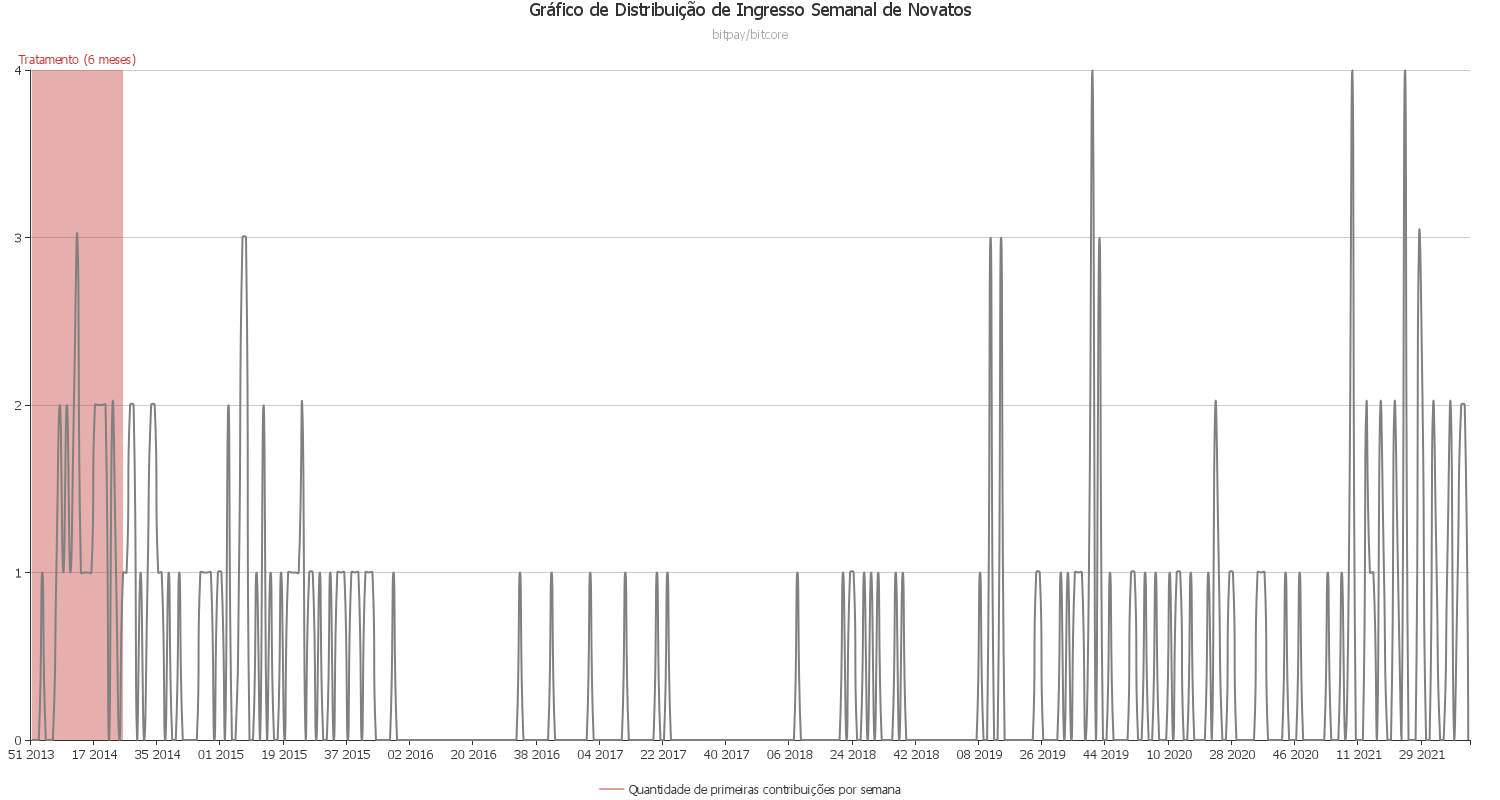 Gráfico de Distribuição de Ingresso Semanal de Novatos
bitpay/bitcore
Tratamento (6 meses)
4
3
2
1
0
51 2013 17 2014 35 2014 01 2015 19 2015 37 2015 02 2016 20 2016 38 2016 04 2017 22 2017 40 2017 06 2018 24 2018 42 2018 08 2019 26 2019 44 2019 10 2020 28 2020 46 2020 11 2021 29 2021
Quantidade de primeiras contribuições por semana